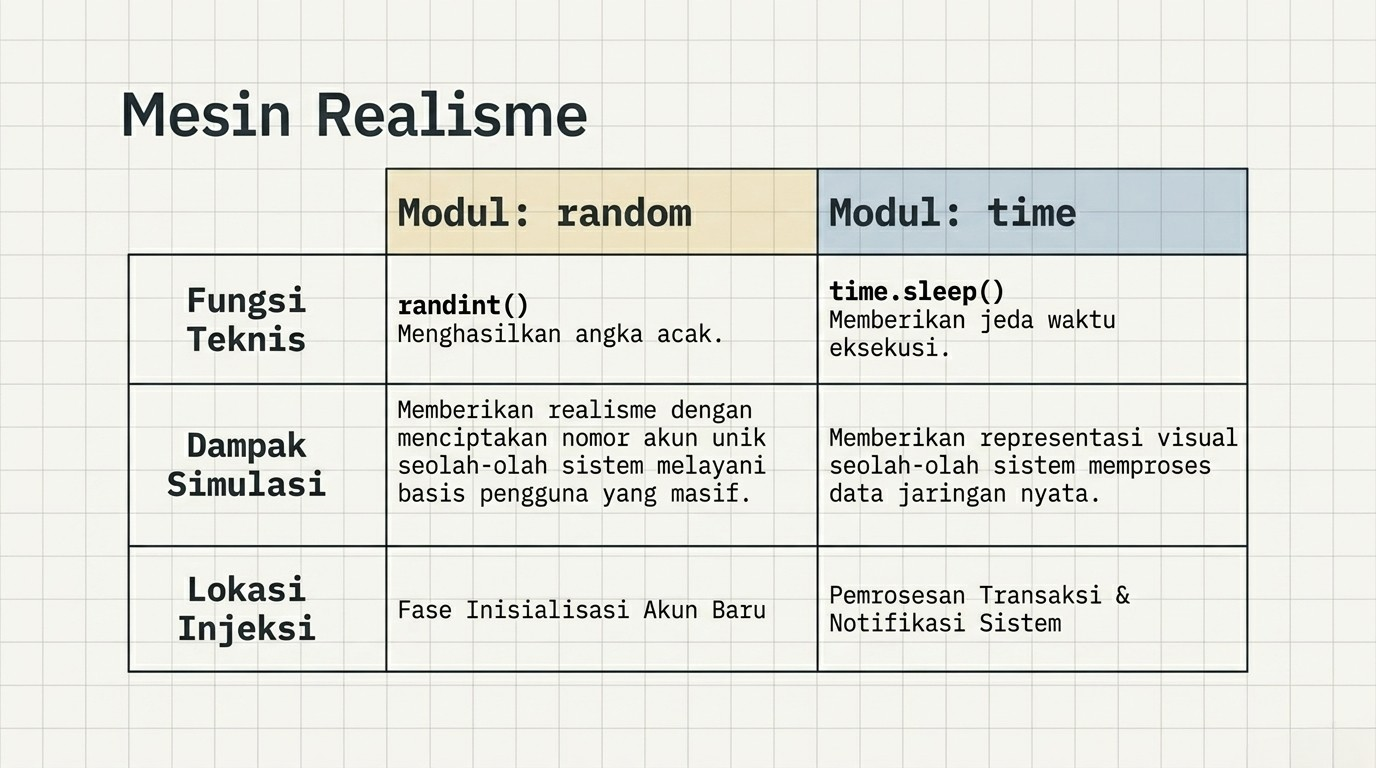 Mesin Realisme
Modul: random
Modul: time
Fungsi
Teknis
randint()
Menghasilkan angka acak.
time.sleep()
Memberikan jeda waktu
eksekusi.
Dampak
Simulasi
Memberikan realisme dengan
menciptakan nomor akun unik
seolah-olah sistem melayani
basis pengguna yang masif.
Memberikan representasi visual
seolah-olah sistem memproses
data jaringan nyata.
Lokasi
Injeksi
Fase Inisialisasi Akun Baru
Pemrosesan Transaksi &
Notifikasi Sistem